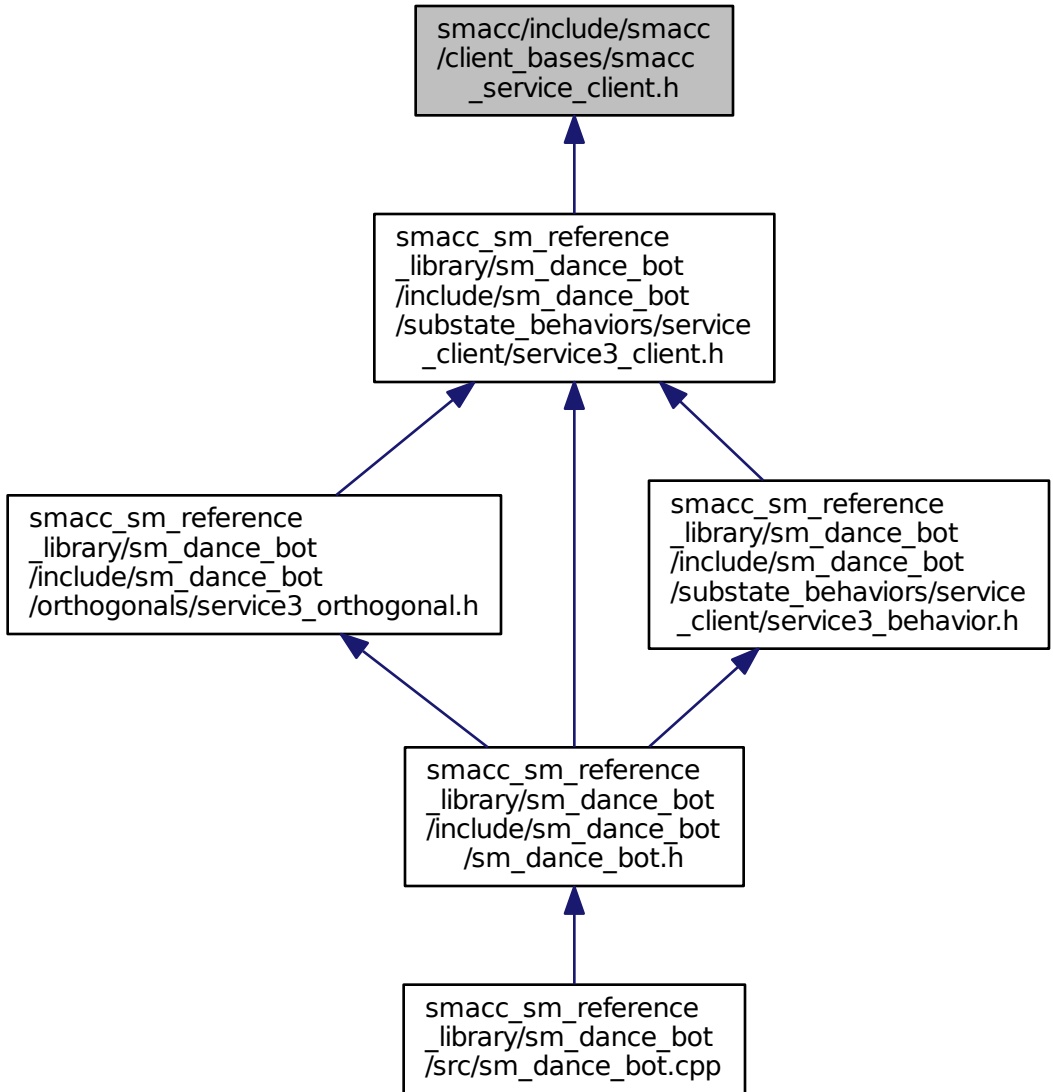 smacc/include/smacc
/client_bases/smacc
_service_client.h
smacc_sm_reference
_library/sm_dance_bot
/include/sm_dance_bot
/substate_behaviors/service
_client/service3_client.h
smacc_sm_reference
_library/sm_dance_bot
/include/sm_dance_bot
/orthogonals/service3_orthogonal.h
smacc_sm_reference
_library/sm_dance_bot
/include/sm_dance_bot
/substate_behaviors/service
_client/service3_behavior.h
smacc_sm_reference
_library/sm_dance_bot
/include/sm_dance_bot
/sm_dance_bot.h
smacc_sm_reference
_library/sm_dance_bot
/src/sm_dance_bot.cpp